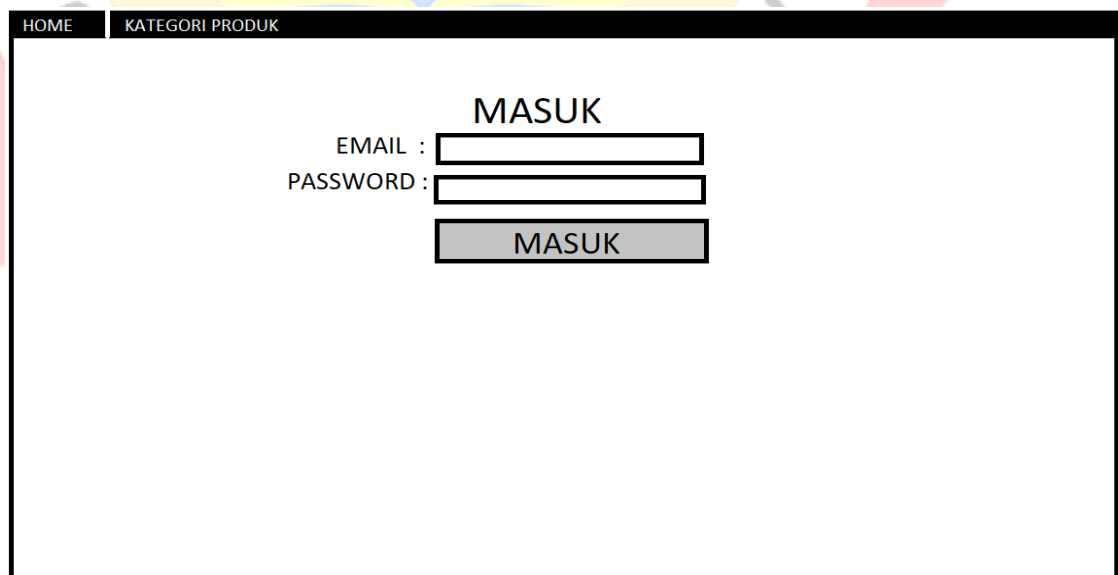 HOME KATEGORI PRODUK
MASUK
EMAIL :
PASSWORD :
MASUK